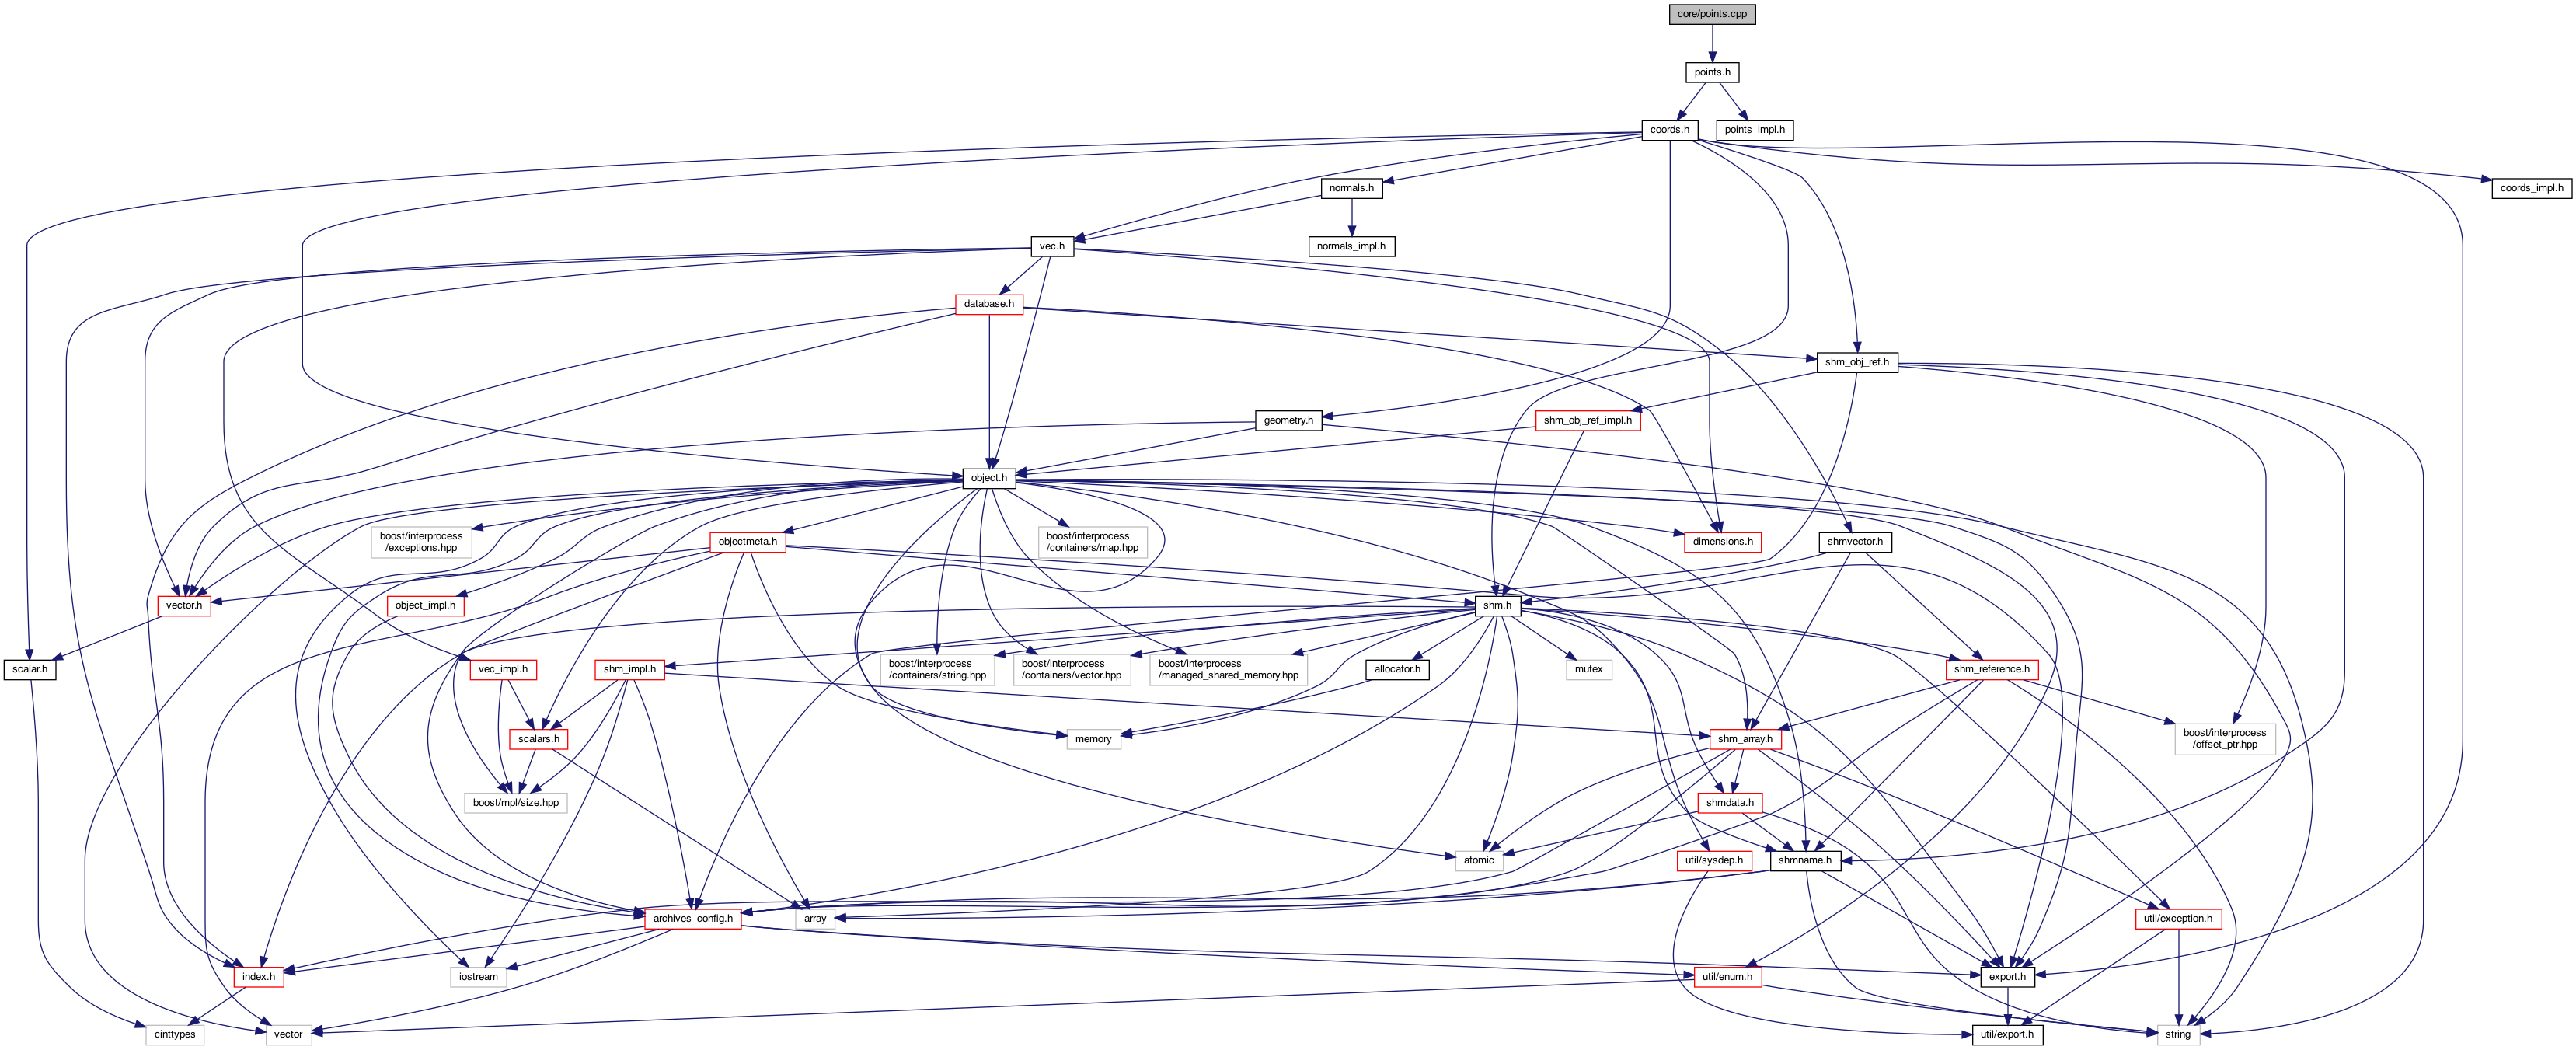 core/points.cpp
points.h
coords.h
points_impl.h
normals.h
coords_impl.h
vec.h
normals_impl.h
database.h
shm_obj_ref.h
geometry.h
shm_obj_ref_impl.h
object.h
boost/interprocess
/exceptions.hpp
objectmeta.h
boost/interprocess
/containers/map.hpp
dimensions.h
shmvector.h
vector.h
object_impl.h
shm.h
scalar.h
vec_impl.h
shm_impl.h
boost/interprocess
/containers/string.hpp
boost/interprocess
/containers/vector.hpp
boost/interprocess
/managed_shared_memory.hpp
allocator.h
mutex
shm_reference.h
scalars.h
memory
shm_array.h
boost/interprocess
/offset_ptr.hpp
boost/mpl/size.hpp
shmdata.h
atomic
util/sysdep.h
shmname.h
archives_config.h
array
util/exception.h
index.h
iostream
util/enum.h
export.h
cinttypes
vector
util/export.h
string